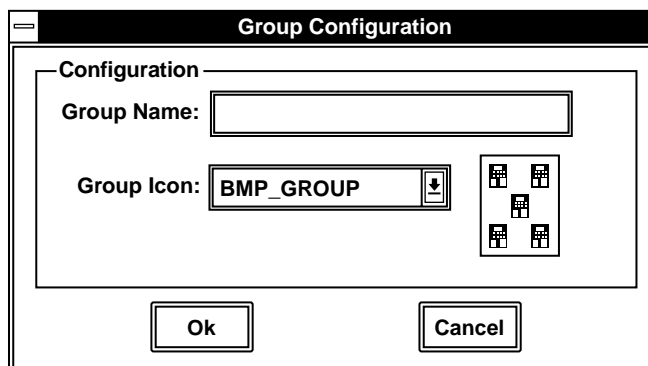 Group Configuration
Configuration
Group Name:
Group Icon: BMP_GROUP
Ok Cancel